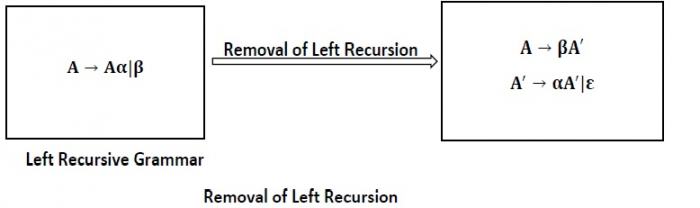 A → Aα|β
Left Recursive Grammar
Removal of Left Recursion
A → βA′
A′ → αA′|ε
Removal of Left Recursion